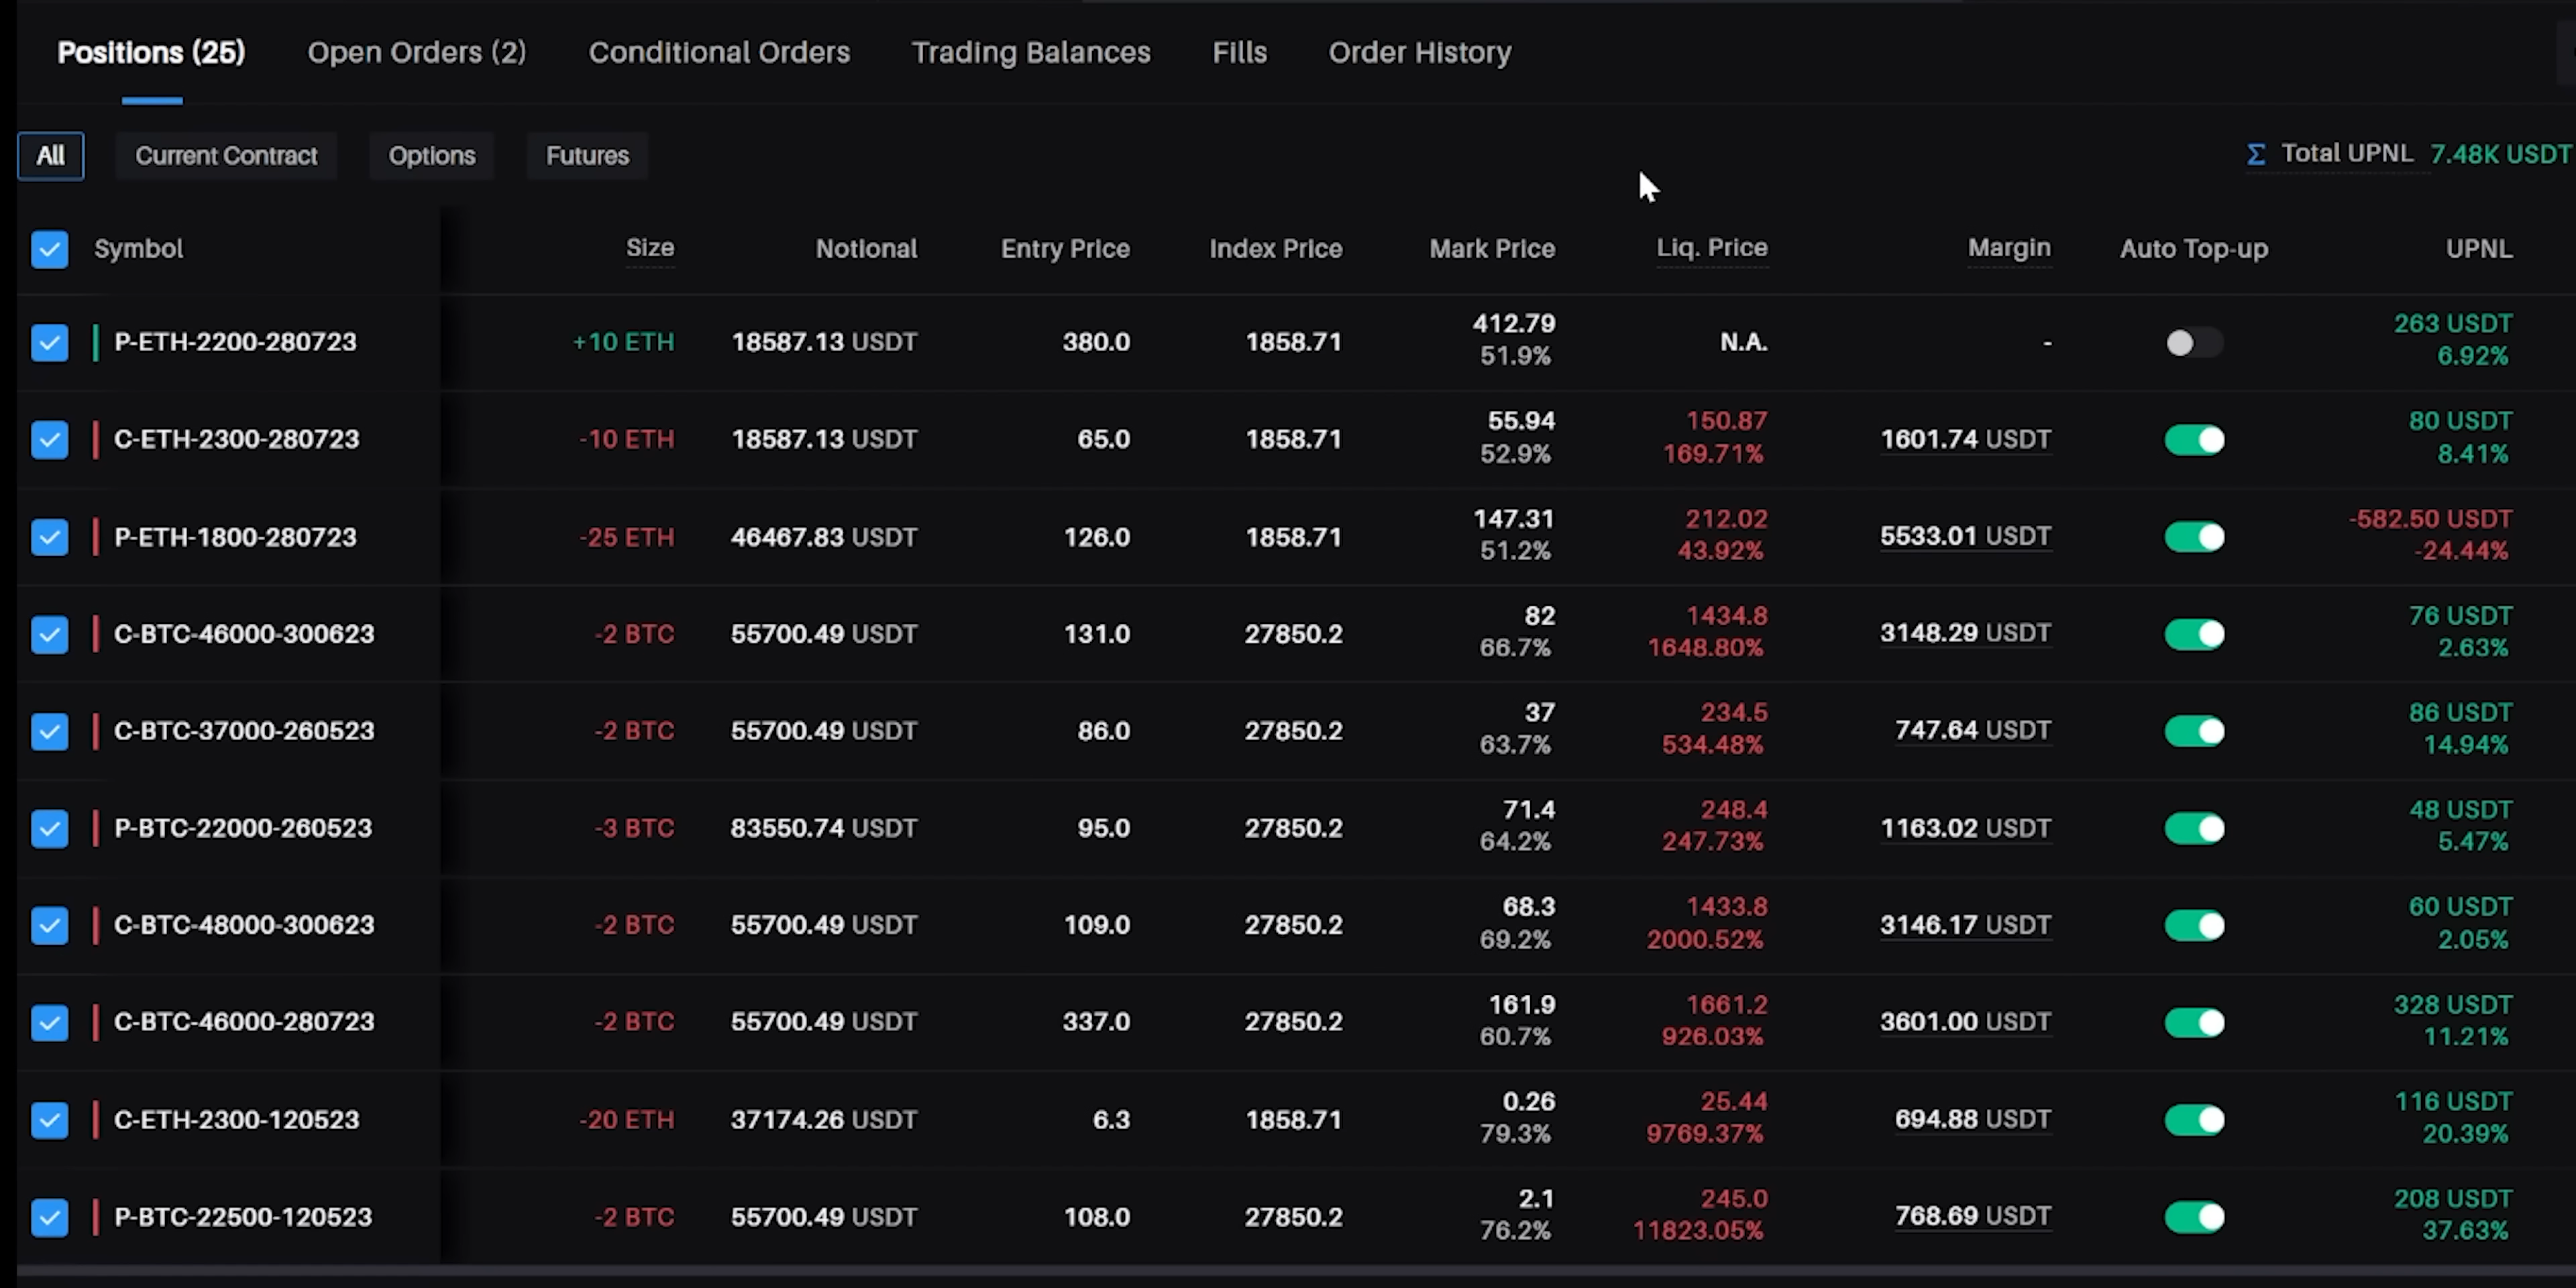 Positions (25) Open Orders (2) Conditional Orders Trading Balances Fills Order History
All Current Contract Options Futures Σ Total UPNL 7.48K USDT
Symbol Size Notional Entry Price Index Price Mark Price Liq. Price Margin Auto Top-up UPNL
P-ETH-2200-280723 +10 ETH 18587.13 USDT 380.0 1858.71 412.79 N.A. - 263 USDT
51.9% 6.92%
C-ETH-2300-280723 -10 ETH 18587.13 USDT 65.0 1858.71 55.94 150.87 1601.74 USDT 80 USDT
52.9% 169.71% 8.41%
P-ETH-1800-280723 -25 ETH 46467.83 USDT 126.0 1858.71 147.31 212.02 5533.01 USDT -582.50 USDT
51.2% 43.92% -24.44%
C-BTC-46000-300623 -2 BTC 55700.49 USDT 131.0 27850.2 82 1434.8 3148.29 USDT 76 USDT
66.7% 1648.80% 2.63%
C-BTC-37000-260523 -2 BTC 55700.49 USDT 86.0 27850.2 37 234.5 747.64 USDT 86 USDT
63.7% 534.48% 14.94%
P-BTC-22000-260523 -3 BTC 83550.74 USDT 95.0 27850.2 71.4 248.4 1163.02 USDT 48 USDT
64.2% 247.73% 5.47%
C-BTC-48000-300623 -2 BTC 55700.49 USDT 109.0 27850.2 68.3 1433.8 3146.17 USDT 60 USDT
69.2% 2000.52% 2.05%
C-BTC-46000-280723 -2 BTC 55700.49 USDT 337.0 27850.2 161.9 1661.2 3601.00 USDT 328 USDT
60.7% 926.03% 11.21%
C-ETH-2300-120523 -20 ETH 37174.26 USDT 6.3 1858.71 0.26 25.44 694.88 USDT 116 USDT
79.3% 9769.37% 20.39%
P-BTC-22500-120523 -2 BTC 55700.49 USDT 108.0 27850.2 2.1 245.0 768.69 USDT 208 USDT
76.2% 11823.05% 37.63%